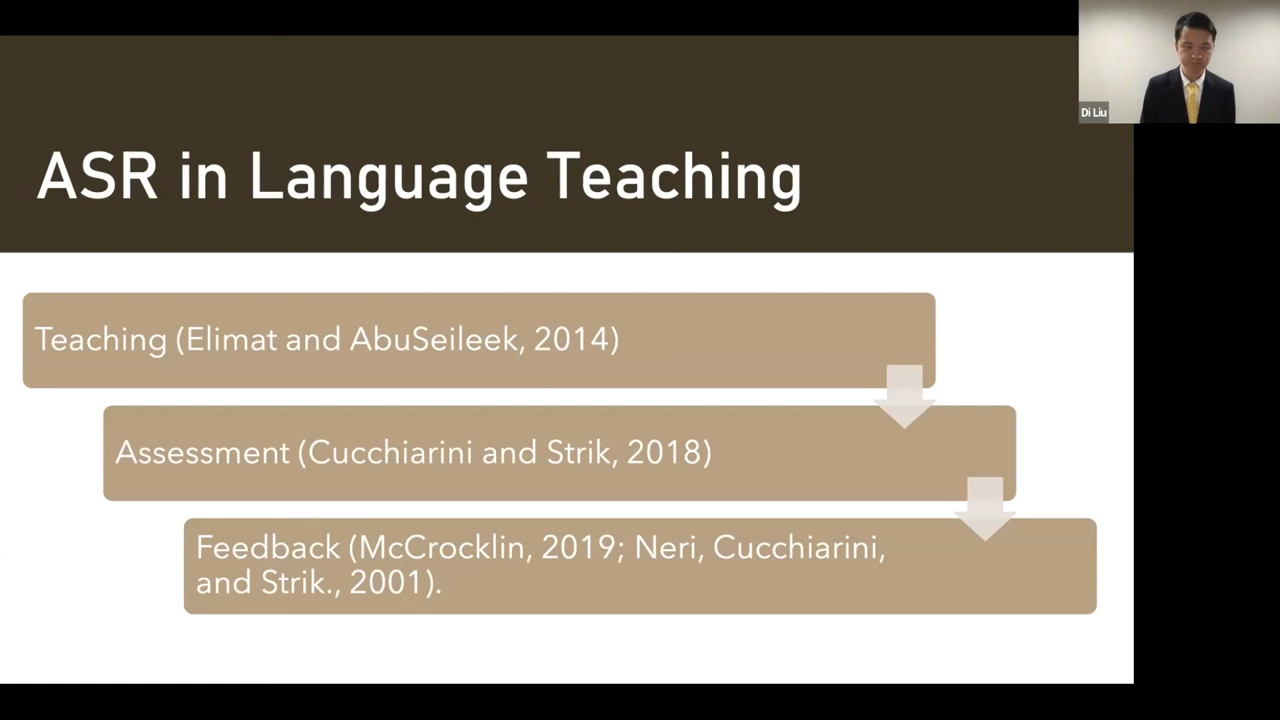 ASR in Language Teaching
Di Liu
Teaching (Elimat and AbuSeileek, 2014)
Assessment (Cucchiarini and Strik, 2018)
Feedback (McCrocklin, 2019; Neri, Cucchiarini,
and Strik., 2001).